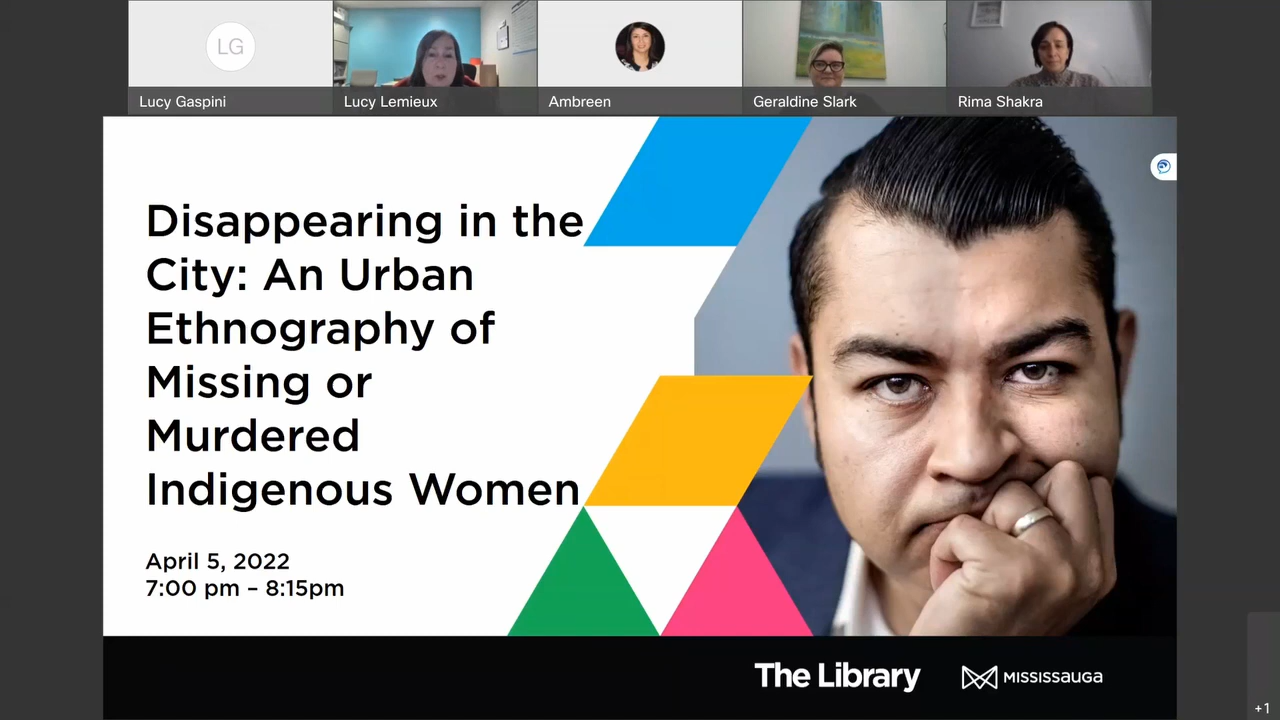 LG
Lucy Gaspini
Lucy Lemieux
Ambreen
Geraldine Slark
Rima Shakra
Disappearing in the
City: An Urban
Ethnography of
Missing or
Murdered
Indigenous Women
April 5, 2022
7:00 pm – 8:15pm
The Library
MISSISSAUGA
+1